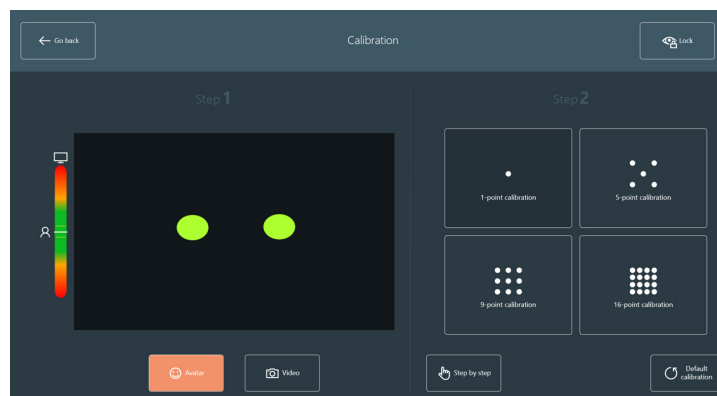 Go back
Calibration
Lock
Step 1
Step 2
1-point calibration
5-point calibration
9-point calibration
16-point calibration
Avatar
Video
Step by step
Default
calibration